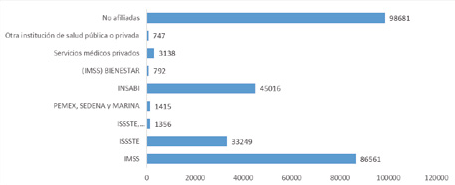 No afiliadas 98681
Otra institución de salud pública o privada 747
Servicios médicos privados 3138
(IMSS) BIENESTAR 792
INSABI 45016
PEMEX, SEDENA y MARINA 1415
ISSSTE,... 1356
ISSSTE 33249
IMSS 86561
0 20000 40000 60000 80000 100000 120000